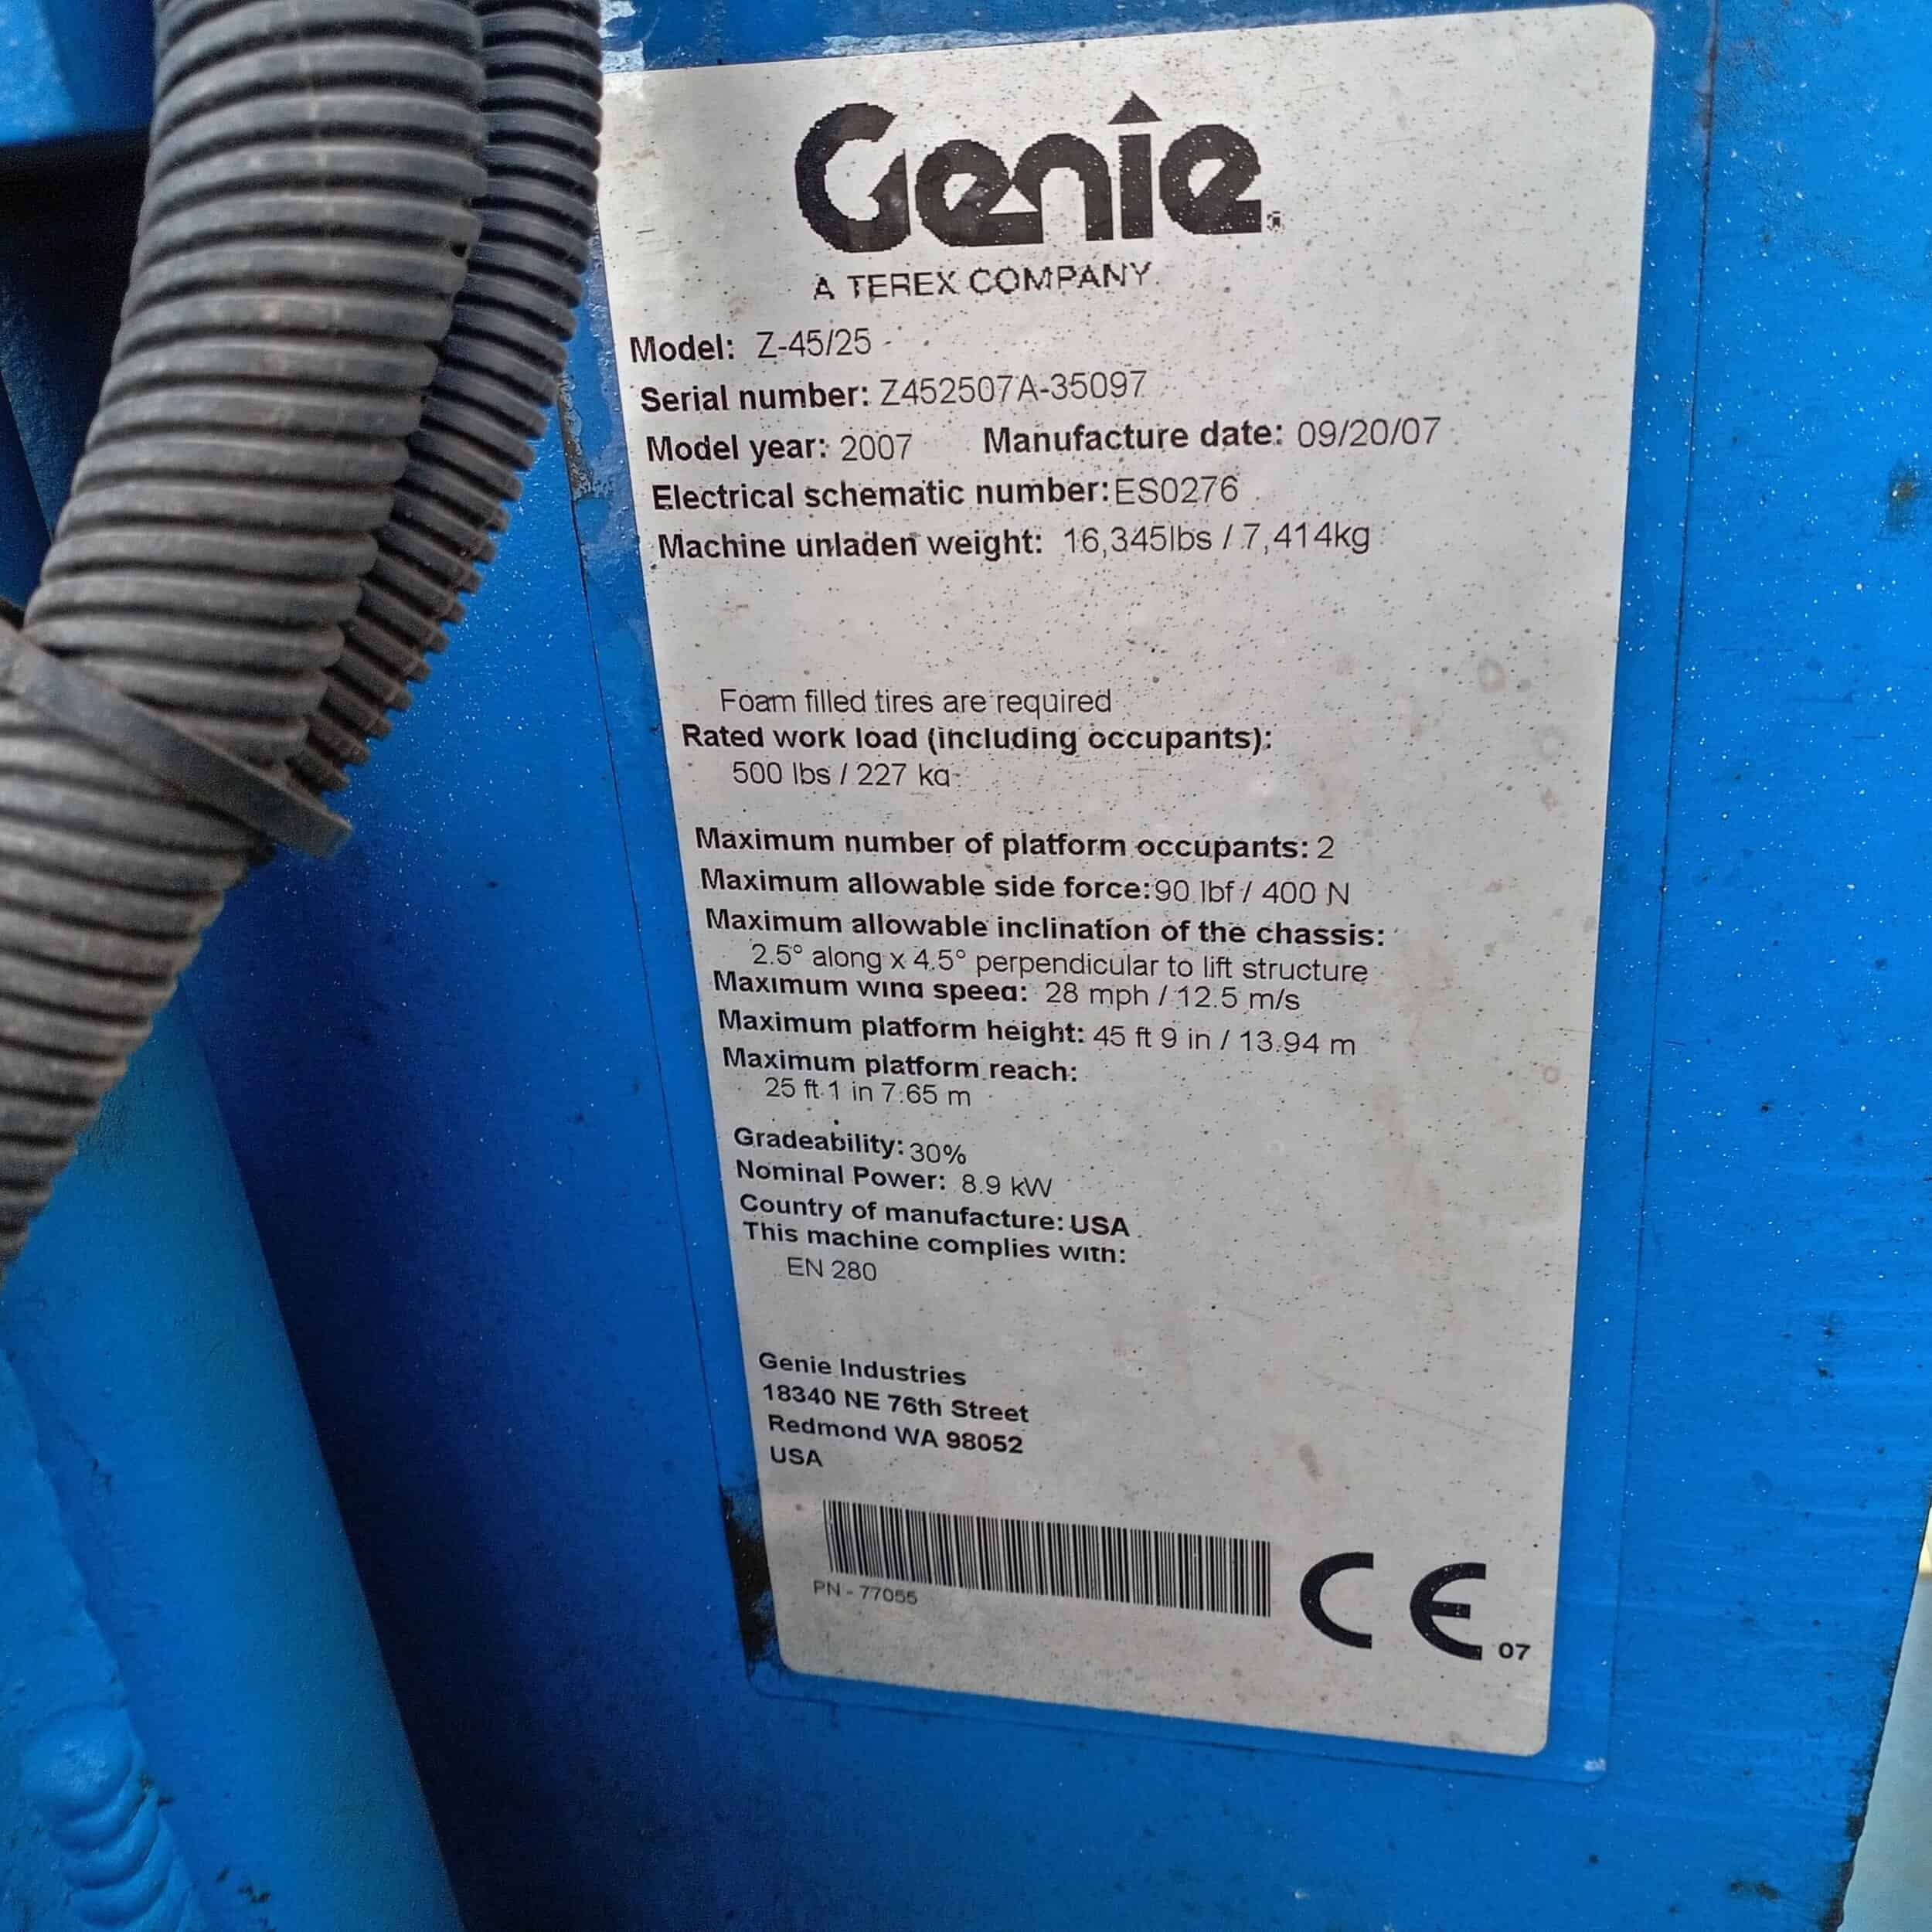 Genie
A TEREX COMPANY
Model: Z-45/25
Serial number: Z452507A-35097
Model year: 2007 Manufacture date: 09/20/07
Electrical schematic number: ES0276
Machine unladen weight: 16,345lbs / 7,414kg
Foam filled tires are required
Rated work load (including occupants):
500 lbs / 227 kg
Maximum number of platform occupants: 2
Maximum allowable side force: 90 lbf / 400 N
Maximum allowable inclination of the chassis:
2.5° along x 4.5° perpendicular to lift structure
Maximum wind speed: 28 mph / 12.5 m/s
Maximum platform height: 45 ft 9 in / 13.94 m
Maximum platform reach:
25 ft 1 in 7.65 m
Gradeability: 30%
Nominal Power: 8.9 kW
Country of manufacture: USA
This machine complies with:
EN 280
Genie Industries
18340 NE 76th Street
Redmond WA 98052
USA
PN - 77055
CE 07